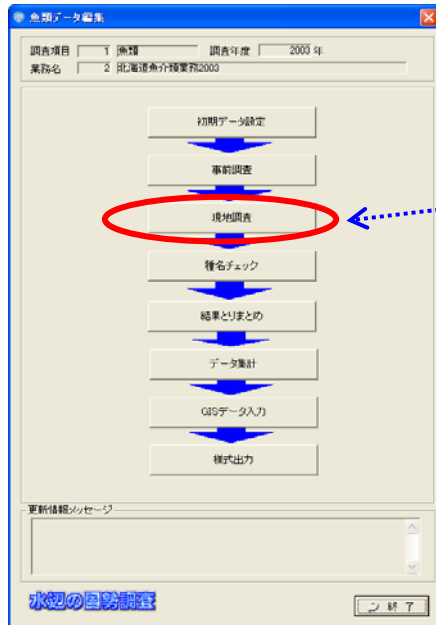 魚類データ編集
調査項目 1 魚類 調査年度 2003 年
業務名 2 北海道魚介類業務2003
初期データ設定
事前調査
現地調査
種名チェック
結果とりまとめ
データ集計
GISデータ入力
様式出力
更新情報メッセージ
水辺の国勢調査
終 了